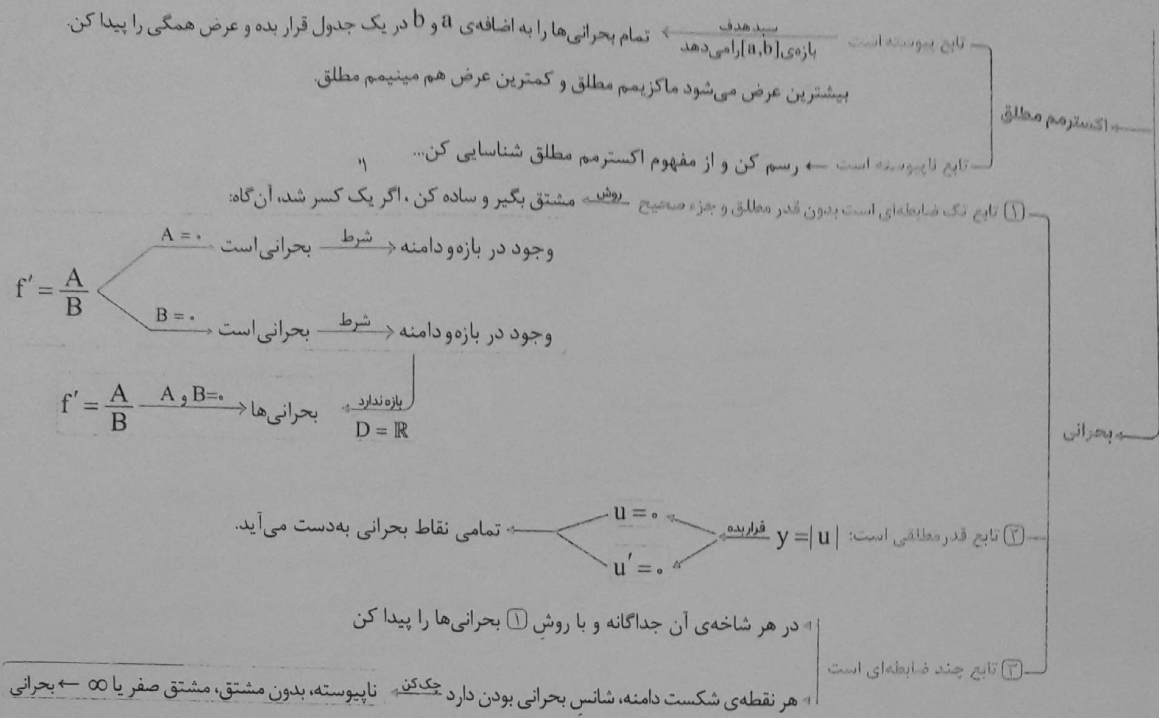 اکسترمم مطلق
تابع پیوسته است سبد هدف بازه‌ی [a,b] را می‌دهد تمام بحرانی‌ها را به اضافه‌ی a و b در یک جدول قرار بده و عرض همگی را پیدا کن.
بیشترین عرض می‌شود ماکزیمم مطلق و کمترین عرض هم مینیمم مطلق.
تابع ناپیوسته است ← رسم کن و از مفهوم اکسترمم مطلق شناسایی کن...
بحرانی
۱ تابع تک ضابطه‌ای است بدون قدر مطلق و جزء صحیح روش مشتق بگیر و ساده کن ، اگر یک کسر شد، آن‌گاه:
f′ = A/B
A = ۰ بحرانی است شرط وجود در بازه و دامنه
B = ۰ بحرانی است شرط وجود در بازه و دامنه
f′ = A/B A و B=۰ بحرانی‌ها بازه ندارد D = ℝ
۲ تابع قدر مطلقی است: y =|u| قرار بده u = ۰ u′ = ۰ تمامی نقاط بحرانی به‌دست می‌آید.
۳ تابع چند ضابطه‌ای است
در هر شاخه‌ی آن جداگانه و با روشِ ۱ بحرانی‌ها را پیدا کن
هر نقطه‌ی شکست دامنه، شانس بحرانی بودن دارد چک کن ناپیوسته، بدون مشتق، مشتق صفر یا ∞ ← بحرانی